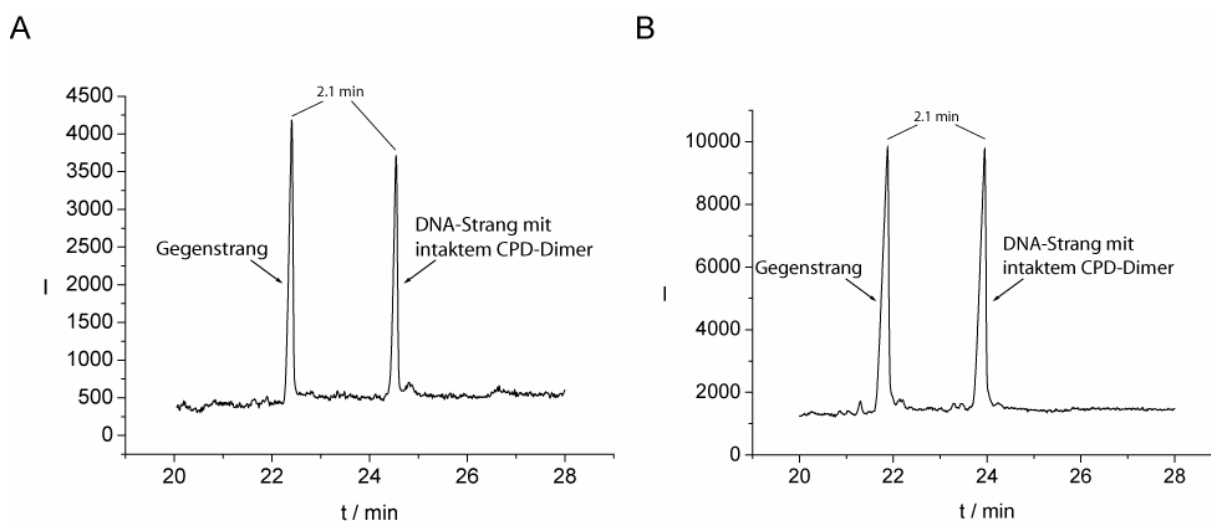 A
2.1 min
4500
4000
3500
3000
2500
2000
1500
1000
500
0
I
Gegenstrang
DNA-Strang mit
intaktem CPD-Dimer
20 22 24 26 28
t / min
B
2.1 min
10000
8000
6000
4000
2000
0
I
Gegenstrang
DNA-Strang mit
intaktem CPD-Dimer
20 22 24 26 28
t / min